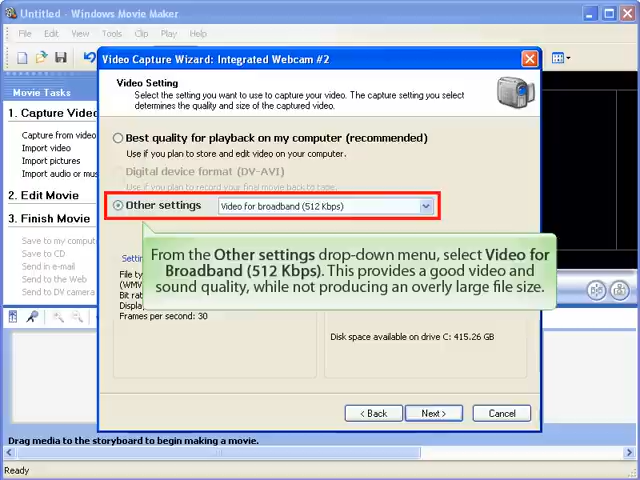 Untitled - Windows Movie Maker
File Edit View Tools Clip Play Help
Video Capture Wizard: Integrated Webcam #2
Video Setting
Select the setting you want to use to capture your video. The capture setting you select
determines the quality and size of the captured video.
Movie Tasks
1. Capture Video
Capture from video
Import video
Import pictures
Import audio or mus
2. Edit Movie
3. Finish Movie
Save to my comp
Save to CD
Send in e-mail
Send to the Web
Send to DV camera
Best quality for playback on my computer (recommended)
Use if you plan to store and edit video on your computer.
Digital device format (DV-AVI)
Use if you plan to record your final movie back to tape.
Other settings
Video for broadband (512 Kbps)
From the Other settings drop-down menu, select Video for
Broadband (512 Kbps). This provides a good video and
sound quality, while not producing an overly large file size.
Settin
File ty
(WMV
Bit rat
Display
Frames per second: 30
Disk space available on drive C: 415.26 GB
< Back
Next >
Cancel
Drag media to the storyboard to begin making a movie.
Ready